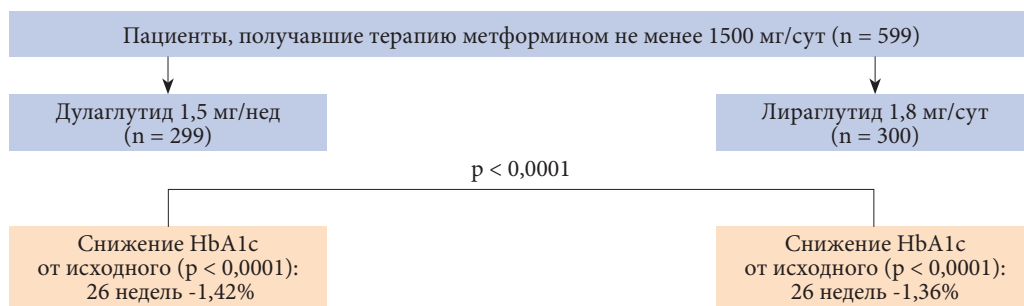 Пациенты, получавшие терапию метформином не менее 1500 мг/сут (n = 599)
Дулаглутид 1,5 мг/нед
(n = 299)
Лираглутид 1,8 мг/сут
(n = 300)
p < 0,0001
Снижение HbA1c
от исходного (p < 0,0001):
26 недель -1,42%
Снижение HbA1c
от исходного (p < 0,0001):
26 недель -1,36%